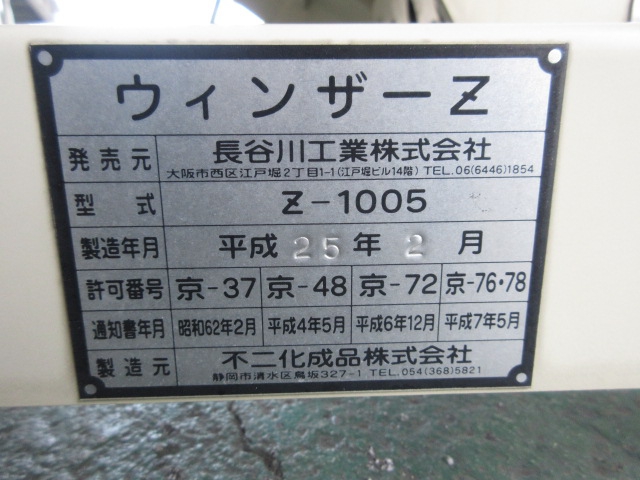 ウィンザーZ
発売元 長谷川工業株式会社
大阪市西区江戸堀2丁目1-1(江戸堀ビル14階) TEL.06(6446)1854
型式 Z-1005
製造年月 平成25年2月
許可番号 京-37 京-48 京-72 京-76・78
通知書年月 昭和62年2月 平成4年5月 平成6年12月 平成7年5月
製造元 不二化成品株式会社
静岡市清水区鳥坂327-1 TEL.054(368)5821